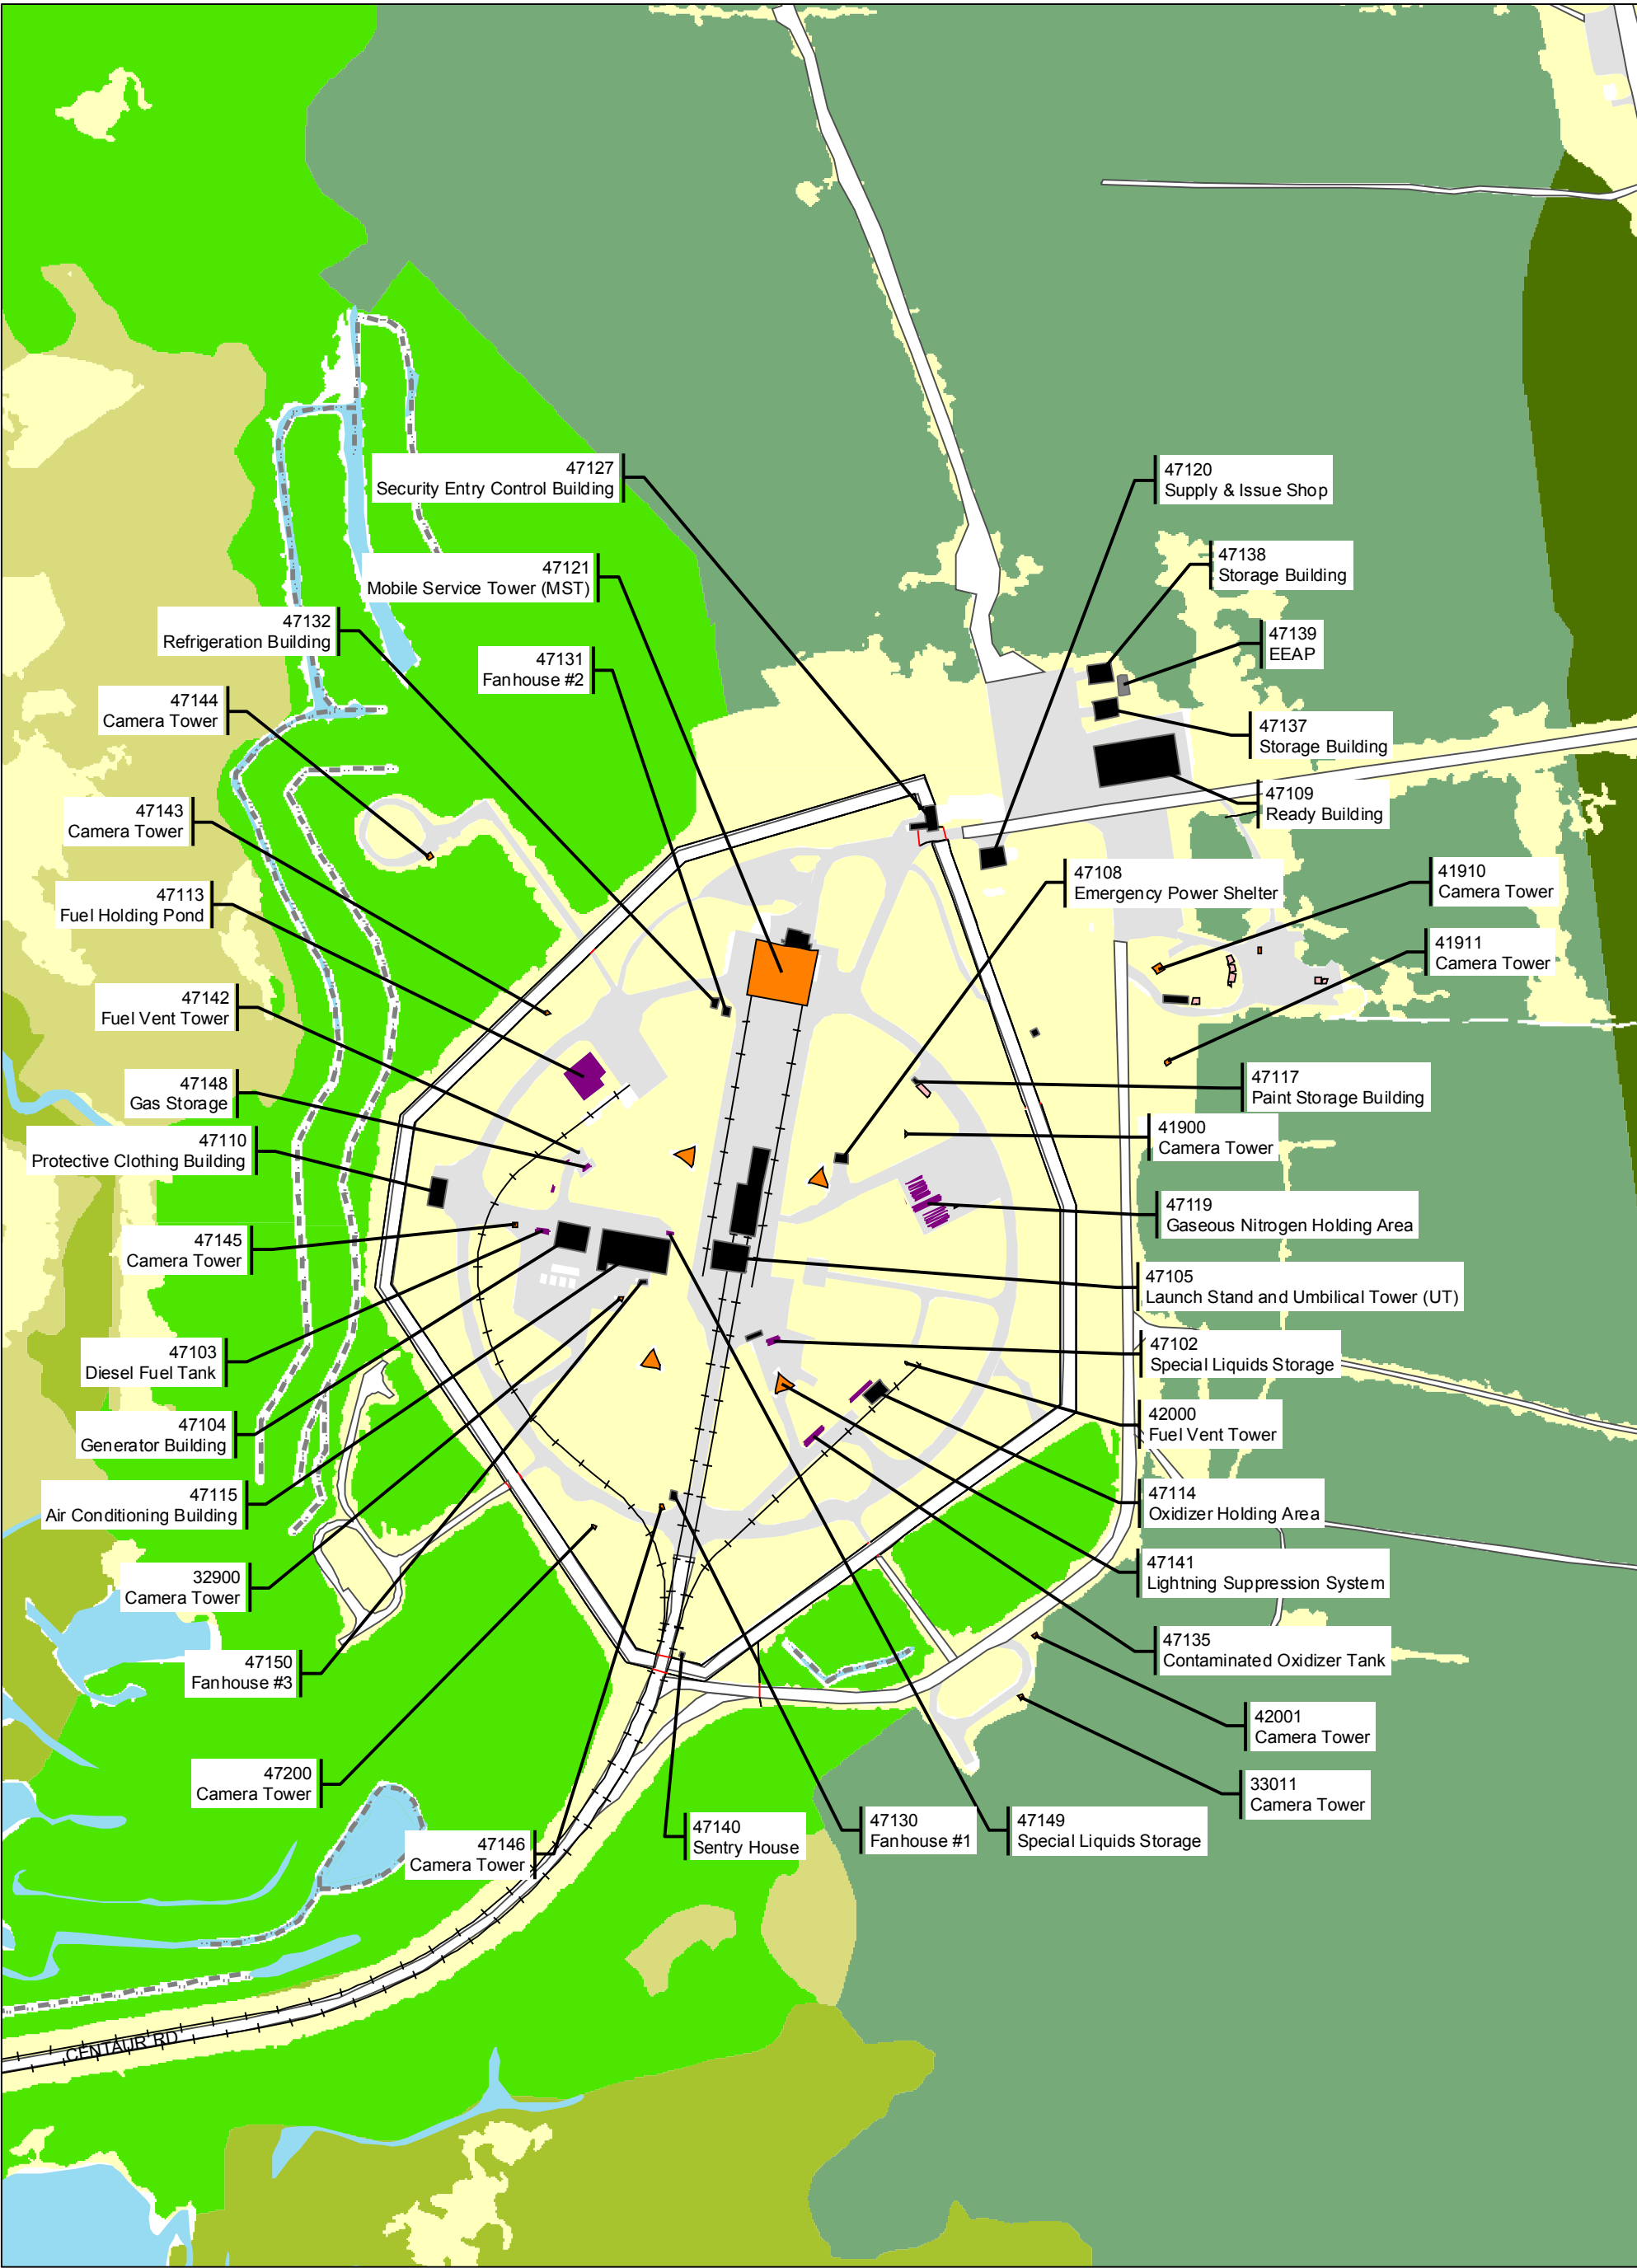 47127
Security Entry Control Building
47120
Supply & Issue Shop
47138
Storage Building
47121
Mobile Service Tower (MST)
47132
Refrigeration Building
47139
EEAP
47131
Fanhouse #2
47144
Camera Tower
47137
Storage Building
47109
Ready Building
47143
Camera Tower
47108
Emergency Power Shelter
41910
Camera Tower
47113
Fuel Holding Pond
41911
Camera Tower
47142
Fuel Vent Tower
47117
Paint Storage Building
47148
Gas Storage
41900
Camera Tower
47110
Protective Clothing Building
47119
Gaseous Nitrogen Holding Area
47145
Camera Tower
47105
Launch Stand and Umbilical Tower (UT)
47102
Special Liquids Storage
47103
Diesel Fuel Tank
42000
Fuel Vent Tower
47104
Generator Building
47114
Oxidizer Holding Area
47115
Air Conditioning Building
47141
Lightning Suppression System
32900
Camera Tower
47135
Contaminated Oxidizer Tank
47150
Fanhouse #3
42001
Camera Tower
47200
Camera Tower
33011
Camera Tower
47146
Camera Tower
47140
Sentry House
47130
Fanhouse #1
47149
Special Liquids Storage
CENTAUR RD